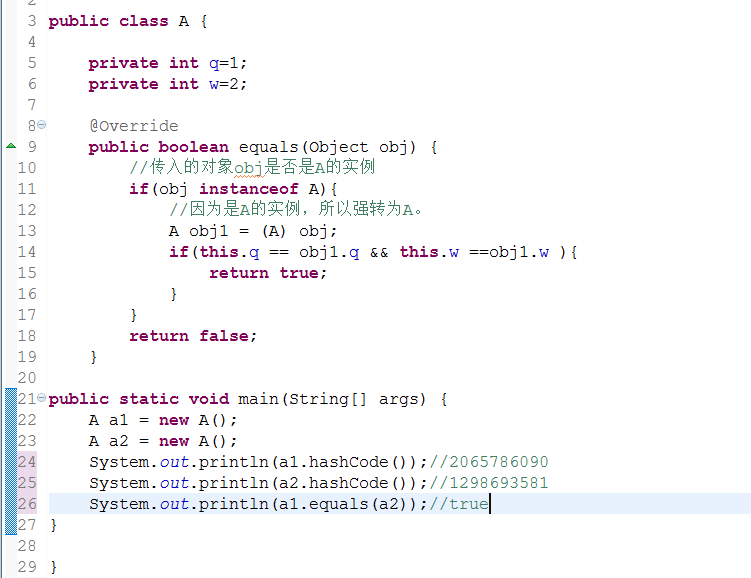 3 public class A {
4
5 private int q=1;
6 private int w=2;
7
8 @Override
9 public boolean equals(Object obj) {
10 //传入的对象obj是否是A的实例
11 if(obj instanceof A){
12 //因为是A的实例，所以强转为A。
13 A obj1 = (A) obj;
14 if(this.q == obj1.q && this.w ==obj1.w ){
15 return true;
16 }
17 }
18 return false;
19 }
20
21 public static void main(String[] args) {
22 A a1 = new A();
23 A a2 = new A();
24 System.out.println(a1.hashCode());//2065786090
25 System.out.println(a2.hashCode());//1298693581
26 System.out.println(a1.equals(a2));//true
27 }
28
29 }